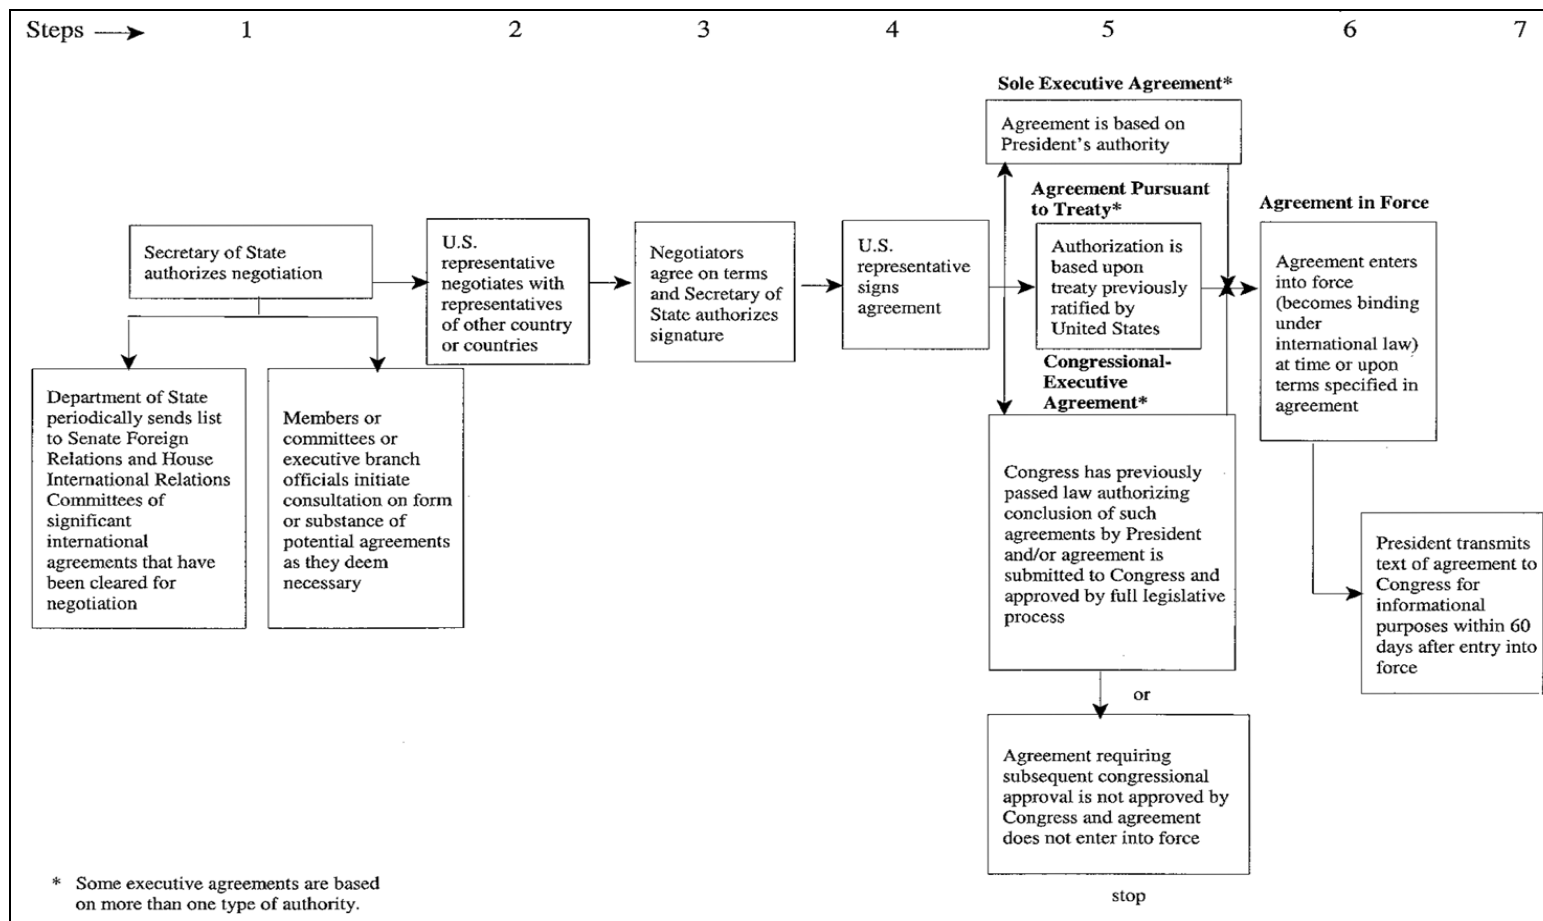 Steps 1 2 3 4 5 6 7
Secretary of State
authorizes negotiation
Department of State
periodically sends list
to Senate Foreign
Relations and House
International Relations
Committees of
significant
international
agreements that have
been cleared for
negotiation
Members or
committees or
executive branch
officials initiate
consultation on form
or substance of
potential agreements
as they deem
necessary
U.S.
representative
negotiates with
representatives
of other country
or countries
Negotiators
agree on terms
and Secretary of
State authorizes
signature
U.S.
representative
signs
agreement
Sole Executive Agreement*
Agreement is based on
President's authority
Agreement Pursuant
to Treaty*
Authorization is
based upon
treaty previously
ratified by
United States
Congressional-
Executive
Agreement*
Congress has previously
passed law authorizing
conclusion of such
agreements by President
and/or agreement is
submitted to Congress and
approved by full legislative
process
or
Agreement requiring
subsequent congressional
approval is not approved by
Congress and agreement
does not enter into force
stop
Agreement in Force
Agreement enters
into force
(becomes binding
under
international law)
at time or upon
terms specified in
agreement
President transmits
text of agreement to
Congress for
informational
purposes within 60
days after entry into
force
* Some executive agreements are based
on more than one type of authority.